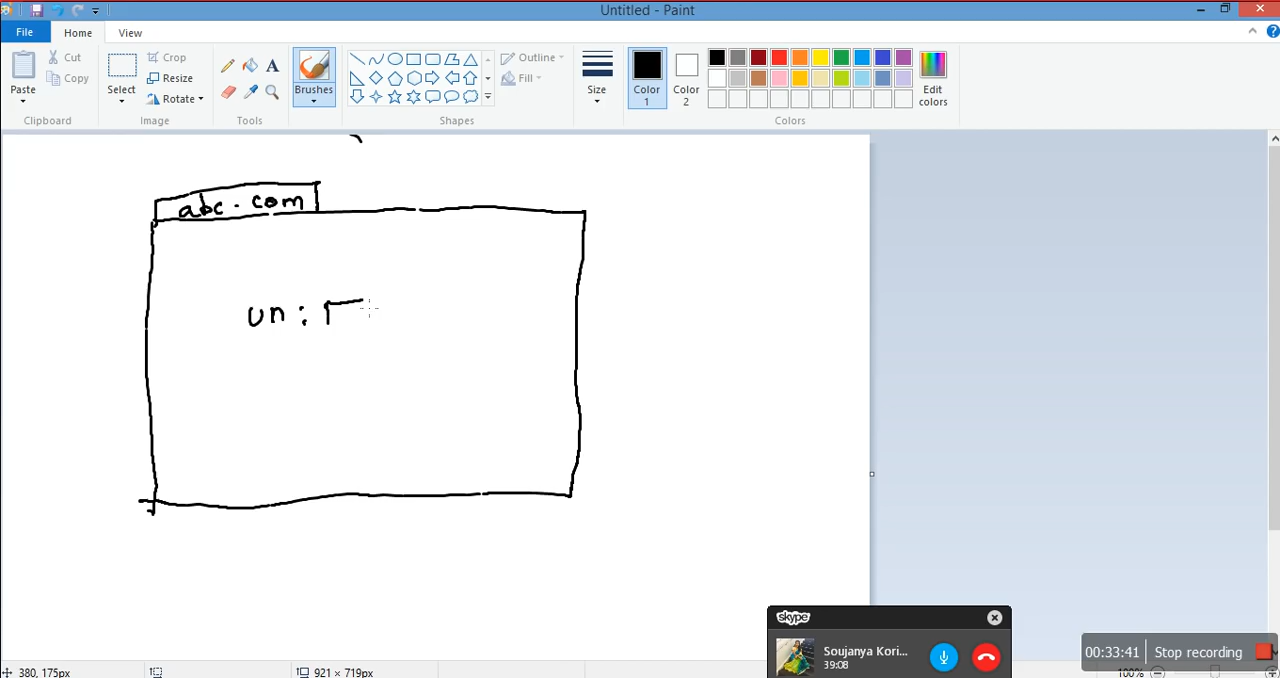 Untitled - Paint
File Home View
Cut
Copy
Paste
Clipboard
Select
Crop
Resize
Rotate
Image
A
Tools
Brushes
Outline
Fill
Shapes
Size
Color 1
Color 2
Edit colors
Colors
abc.com
un :
skype
Soujanya Kori...
39:08
00:33:41 Stop recording
380, 175px
921 × 719px
100%